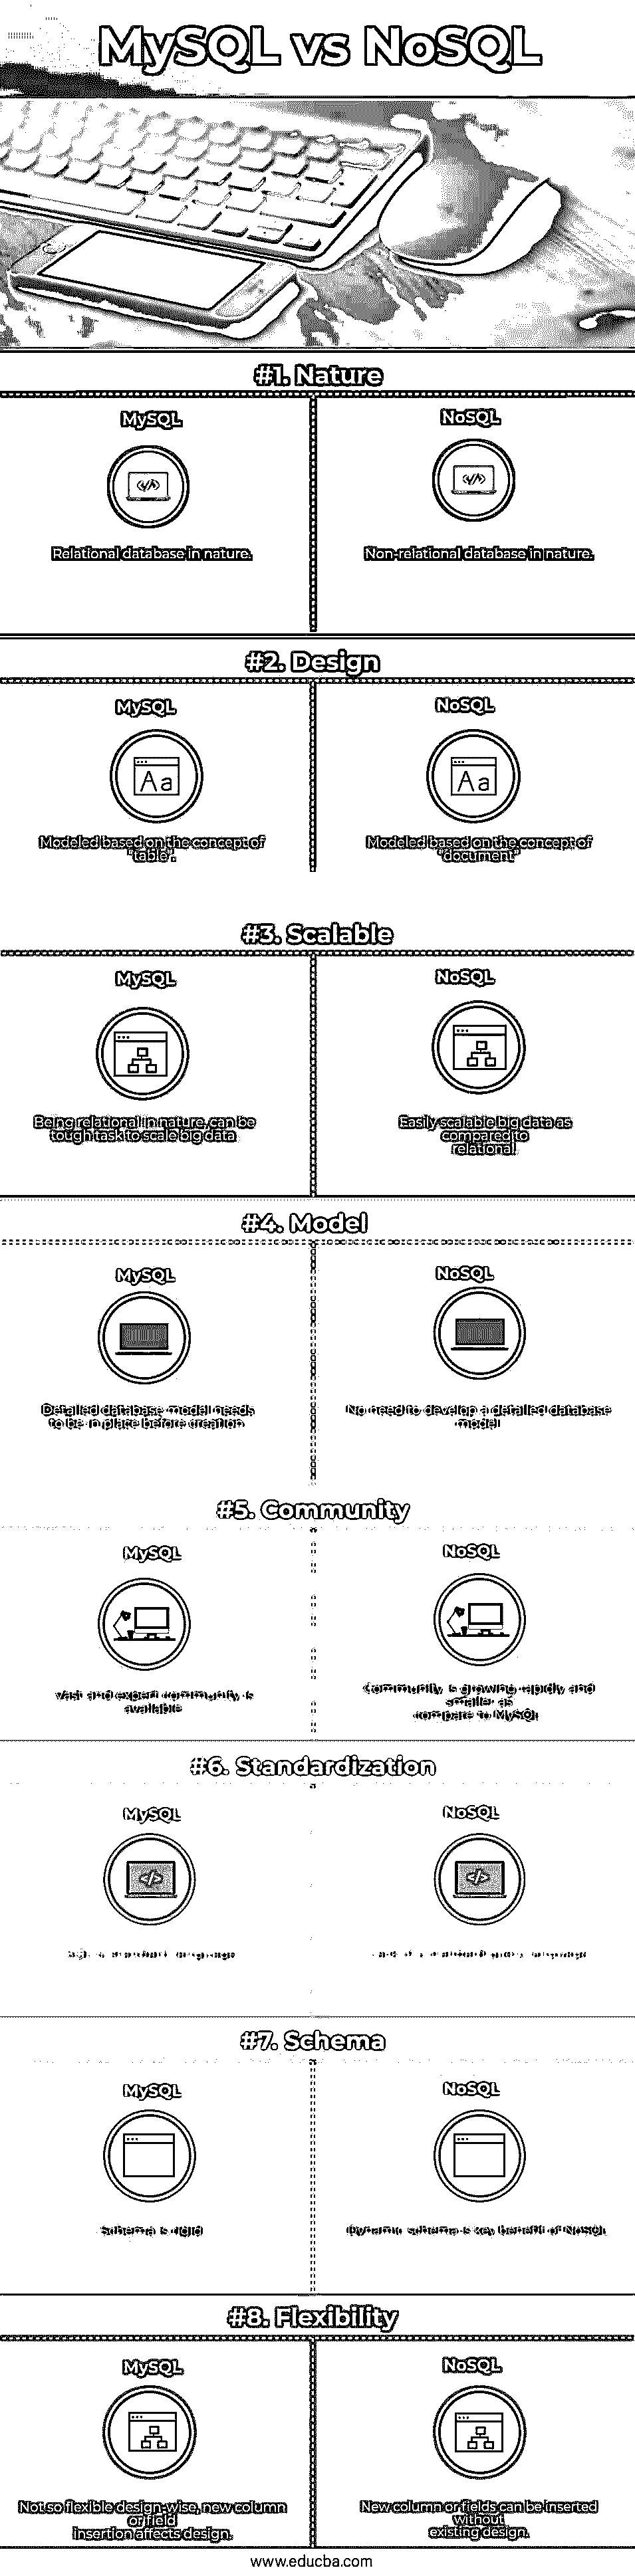 MySQL vs NoSQL
#1. Nature
MySQL
NoSQL
Relational database in nature.
Non-relational database in nature.
#2. Design
MySQL
NoSQL
Modeled based on the concept of
"table".
Modeled based on the concept of
"document"
#3. Scalable
MySQL
NoSQL
Being relational in nature, can be
tough task to scale big data
Easily scalable big data as
compared to
relational
#4. Model
MySQL
NoSQL
Detailed database model needs
to be in place before creation
No need to develop a detailed database
model
#5. Community
MySQL
NoSQL
Vast and expert community is
available
Community is growing rapidly and
smaller as
compare to MySQL
#6. Standardization
MySQL
NoSQL
#7. Schema
MySQL
NoSQL
Schema is rigid
Dynamic schema is key benefit of NoSQL
#8. Flexibility
MySQL
NoSQL
Not so flexible design-wise, new column
or field
insertion affects design.
New column or fields can be inserted
without
existing design.
www.educba.com